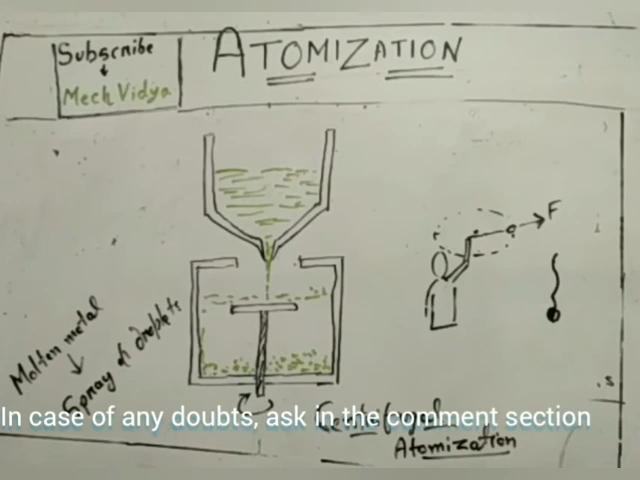 Subscribe
Mech Vidya
ATOMIZATION
F
Molten metal
Spray of droplets
In case of any doubts, ask in the comment section
Atomization